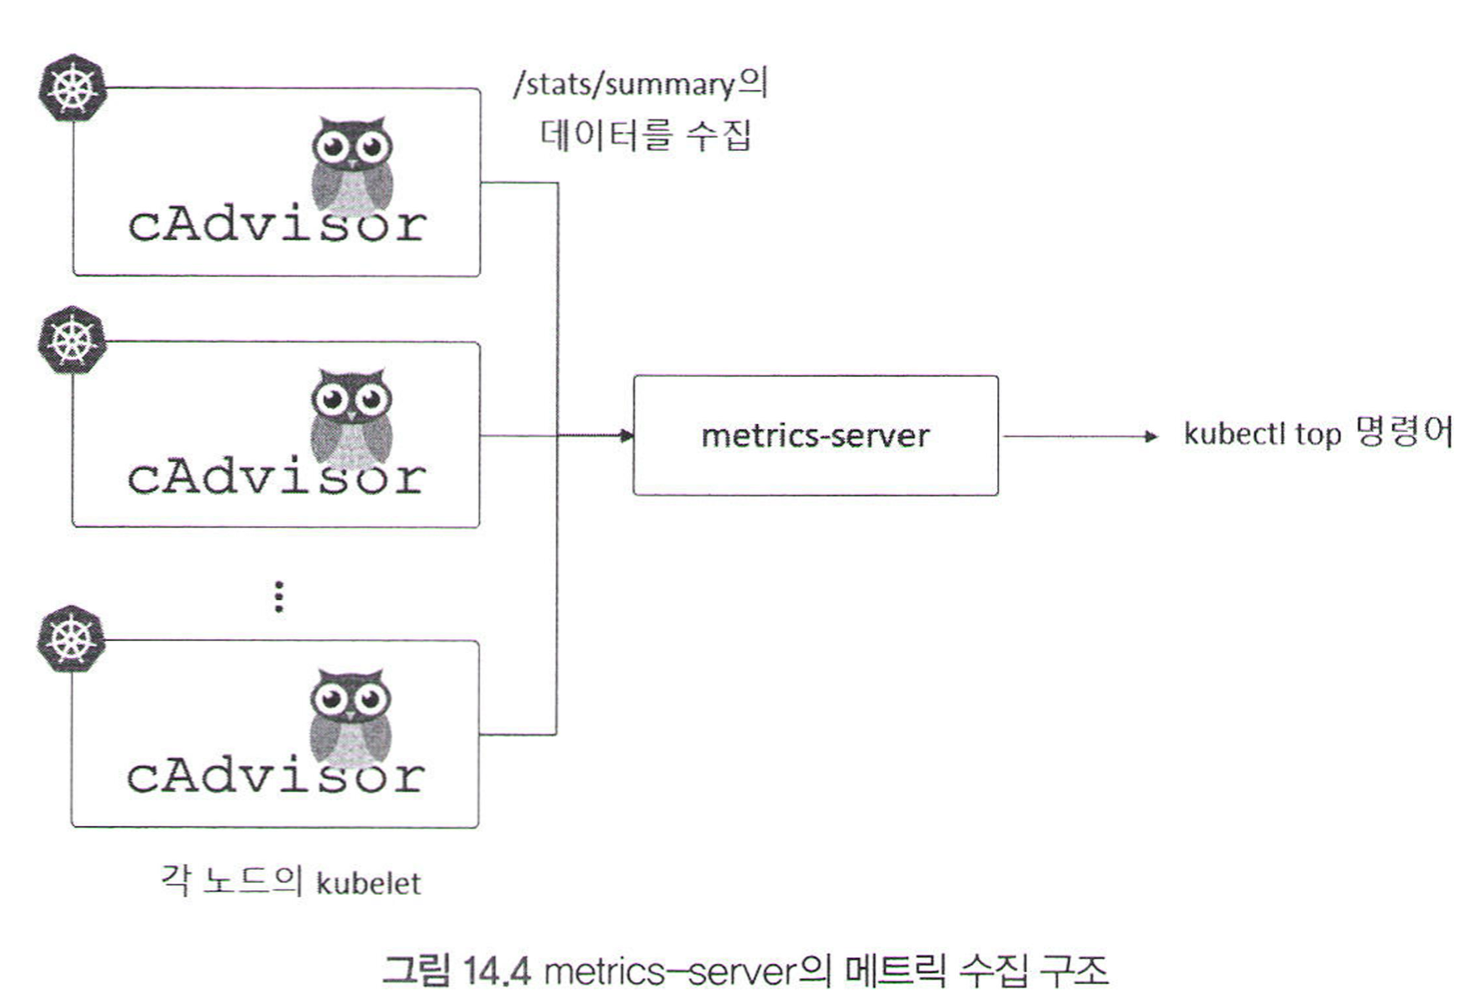 /stats/summary의
데이터를 수집
cAdvisor
cAdvisor
metrics-server
kubectl top 명령어
cAdvisor
각 노드의 kubelet
그림 14.4 metrics-server의 메트릭 수집 구조